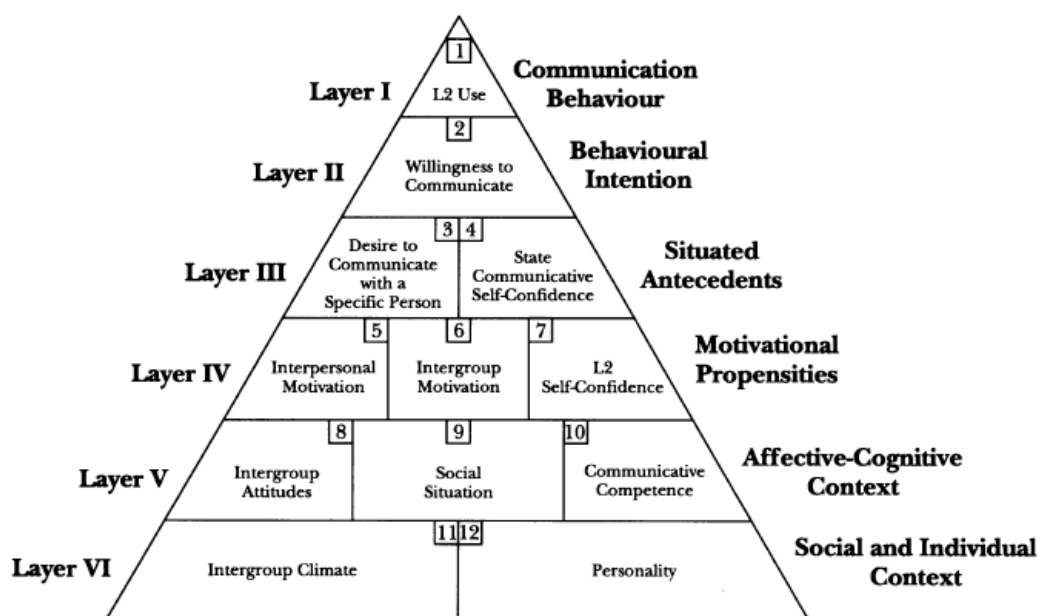 1
Layer I
L2 Use
Communication
Behaviour
2
Layer II
Willingness to
Communicate
Behavioural
Intention
3 4
Layer III
Desire to
Communicate
with a
Specific Person
State
Communicative
Self-Confidence
Situated
Antecedents
5 6 7
Layer IV
Interpersonal
Motivation
Intergroup
Motivation
L2
Self-Confidence
Motivational
Propensities
8 9 10
Layer V
Intergroup
Attitudes
Social
Situation
Communicative
Competence
Affective-Cognitive
Context
11 12
Layer VI
Intergroup Climate
Personality
Social and Individual
Context